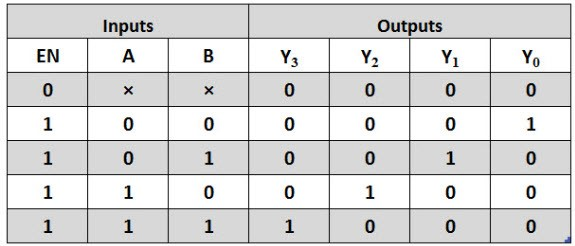 Inputs Outputs
EN A B Y₃ Y₂ Y₁ Y₀
0 × × 0 0 0 0
1 0 0 0 0 0 1
1 0 1 0 0 1 0
1 1 0 0 1 0 0
1 1 1 1 0 0 0